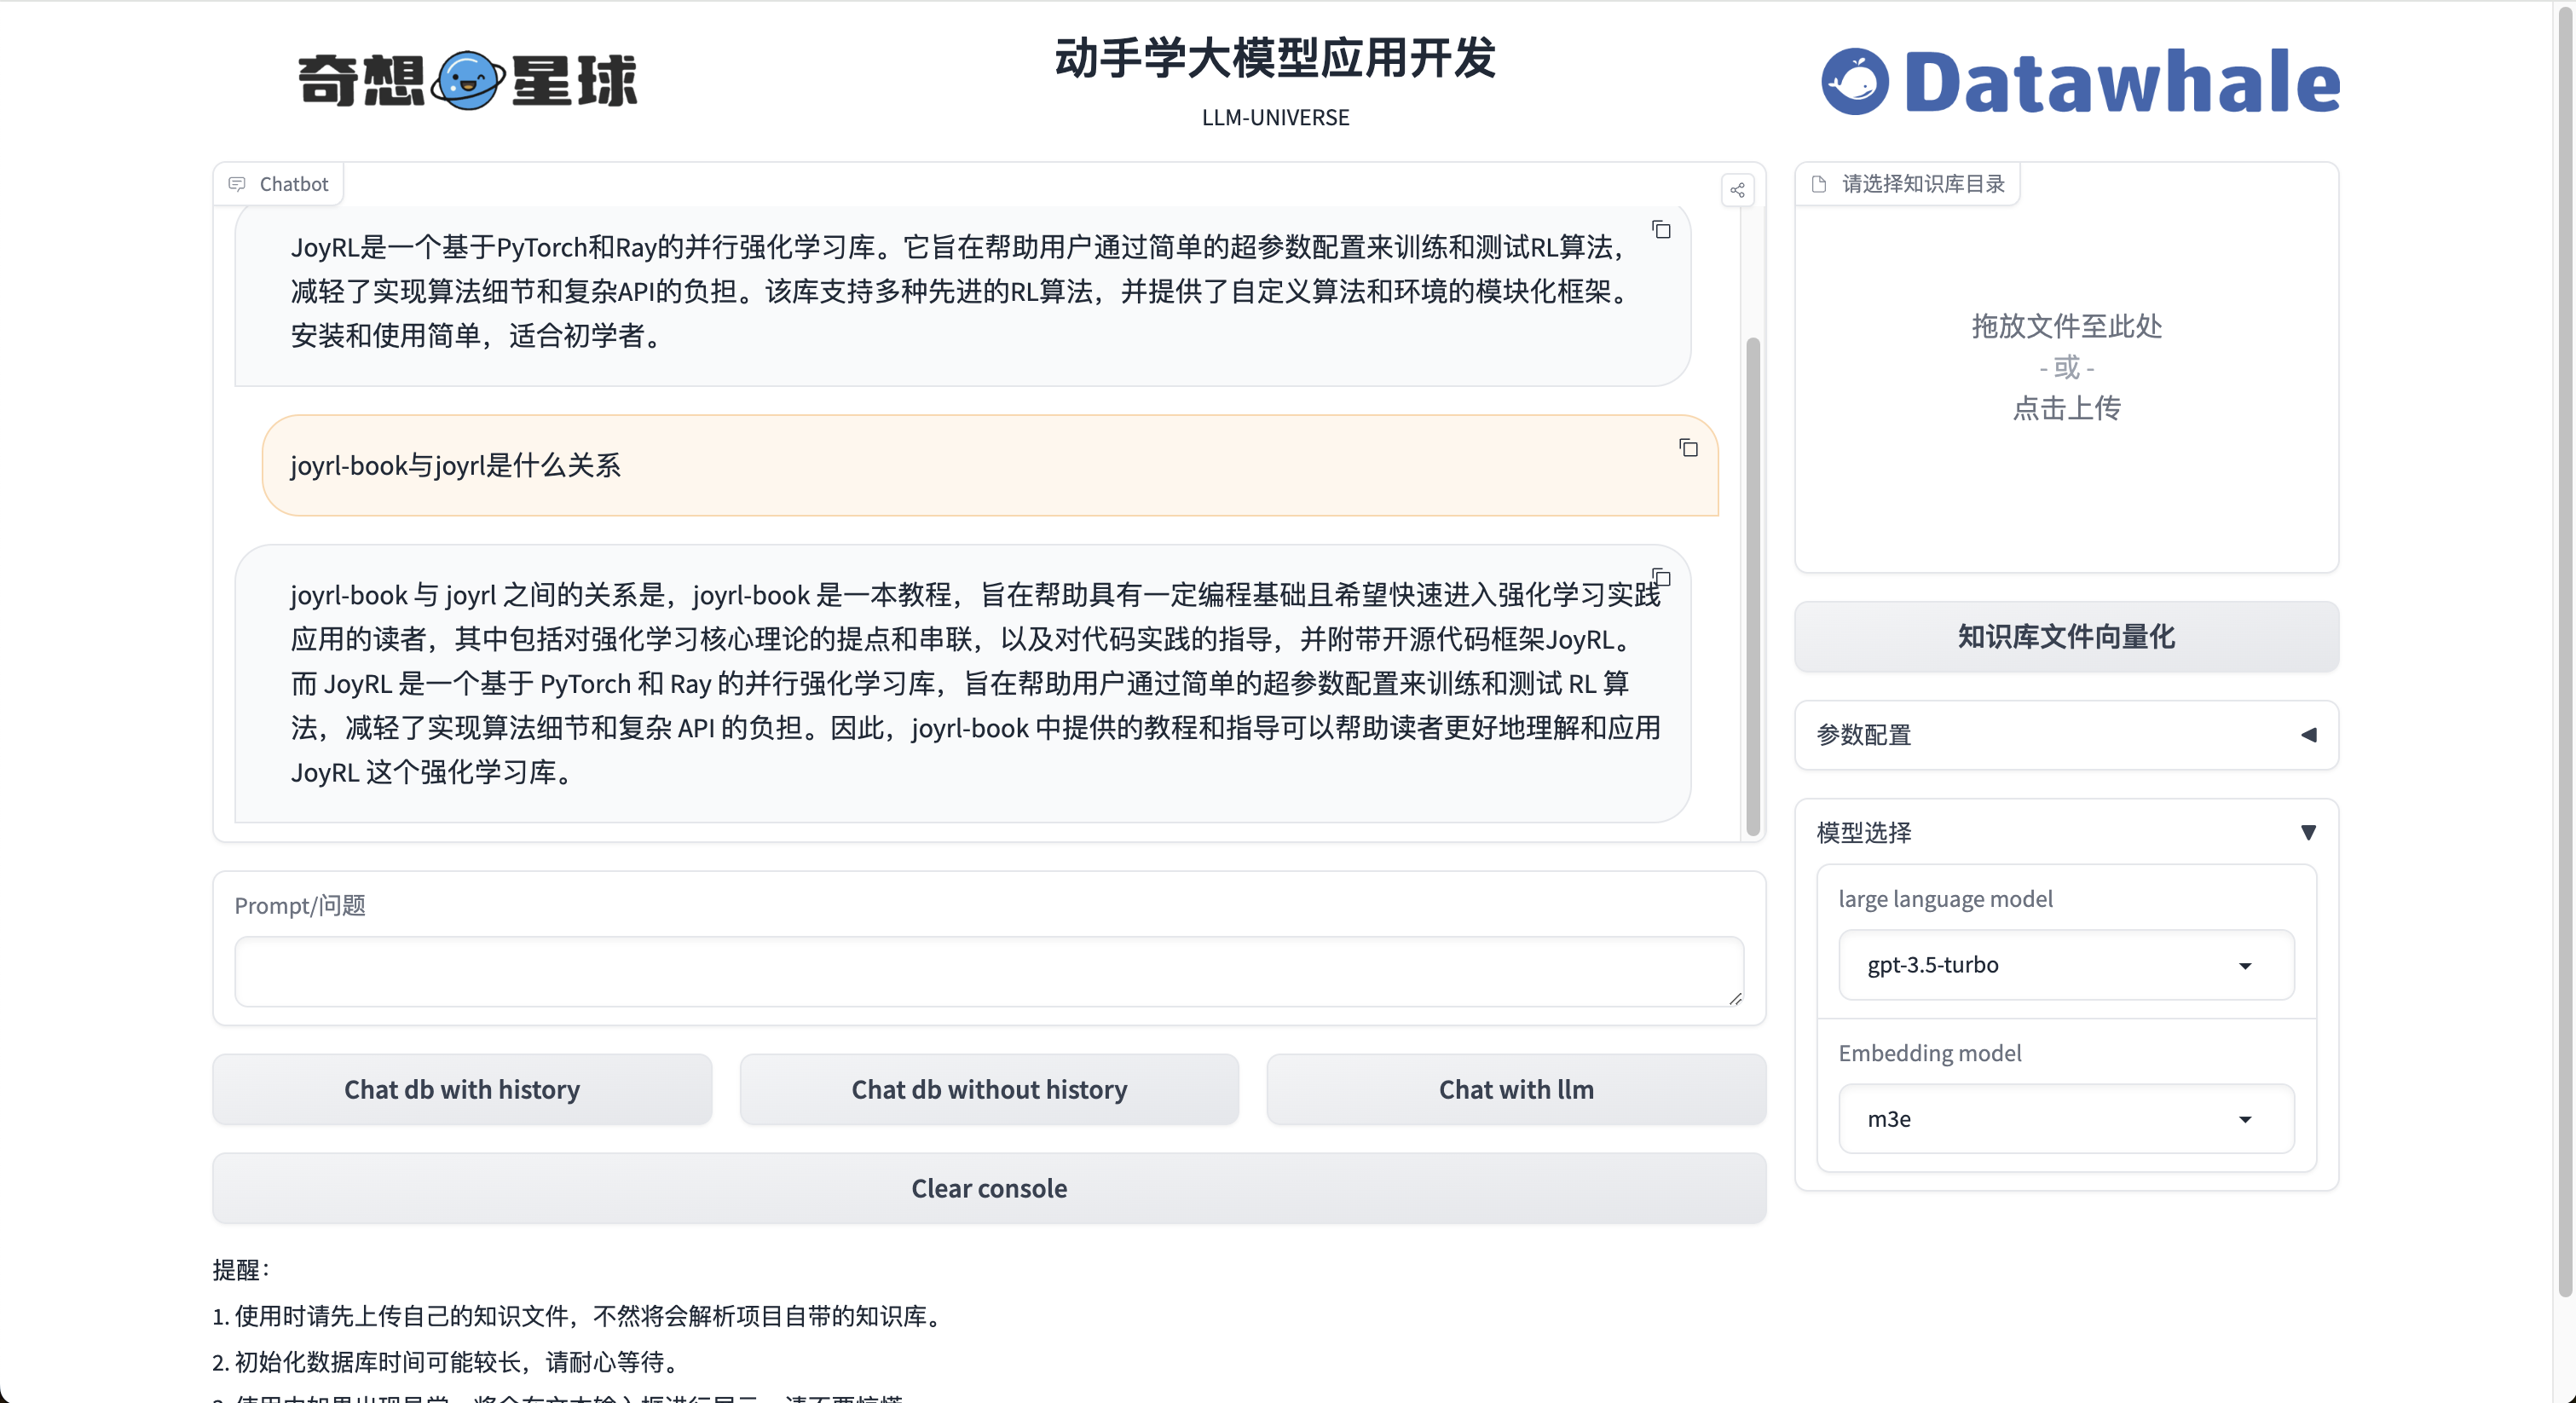 奇想星球
动手学大模型应用开发
LLM-UNIVERSE
Datawhale
Chatbot
JoyRL是一个基于PyTorch和Ray的并行强化学习库。它旨在帮助用户通过简单的超参数配置来训练和测试RL算法，
减轻了实现算法细节和复杂API的负担。该库支持多种先进的RL算法，并提供了自定义算法和环境的模块化框架。
安装和使用简单，适合初学者。
joyrl-book与joyrl是什么关系
joyrl-book 与 joyrl 之间的关系是，joyrl-book 是一本教程，旨在帮助具有一定编程基础且希望快速进入强化学习实践
应用的读者，其中包括对强化学习核心理论的提点和串联，以及对代码实践的指导，并附带开源代码框架JoyRL。
而 JoyRL 是一个基于 PyTorch 和 Ray 的并行强化学习库，旨在帮助用户通过简单的超参数配置来训练和测试 RL 算
法，减轻了实现算法细节和复杂 API 的负担。因此，joyrl-book 中提供的教程和指导可以帮助读者更好地理解和应用
JoyRL 这个强化学习库。
Prompt/问题
Chat db with history
Chat db without history
Chat with llm
Clear console
提醒：
1. 使用时请先上传自己的知识文件，不然将会解析项目自带的知识库。
2. 初始化数据库时间可能较长，请耐心等待。
请选择知识库目录
拖放文件至此处
- 或 -
点击上传
知识库文件向量化
参数配置
模型选择
large language model
gpt-3.5-turbo
Embedding model
m3e